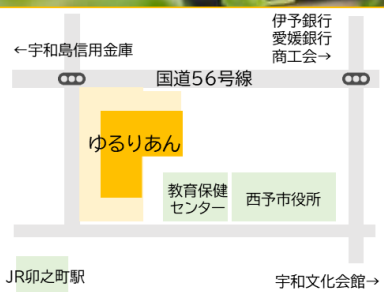 伊予銀行
愛媛銀行
商工会→
←宇和島信用金庫
国道56号線
ゆるりあん
教育保健
センター
西予市役所
JR卯之町駅
宇和文化会館→